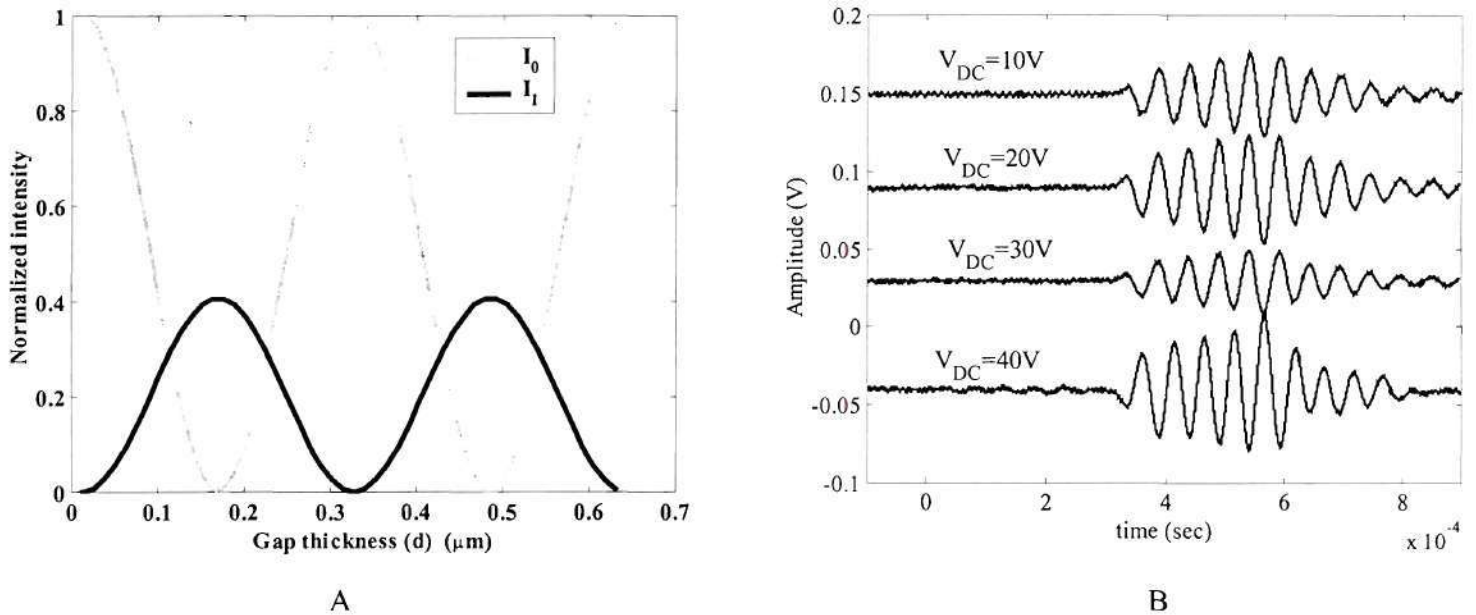 1
0.8
0.6
0.4
0.2
0
Normalized intensity
I0
I1
0 0.1 0.2 0.3 0.4 0.5 0.6 0.7
Gap thickness (d) (μm)
A
0.2
0.15
0.1
0.05
0
-0.05
-0.1
Amplitude (V)
VDC=10V
VDC=20V
VDC=30V
VDC=40V
0 2 4 6 8
time (sec)
x 10-4
B